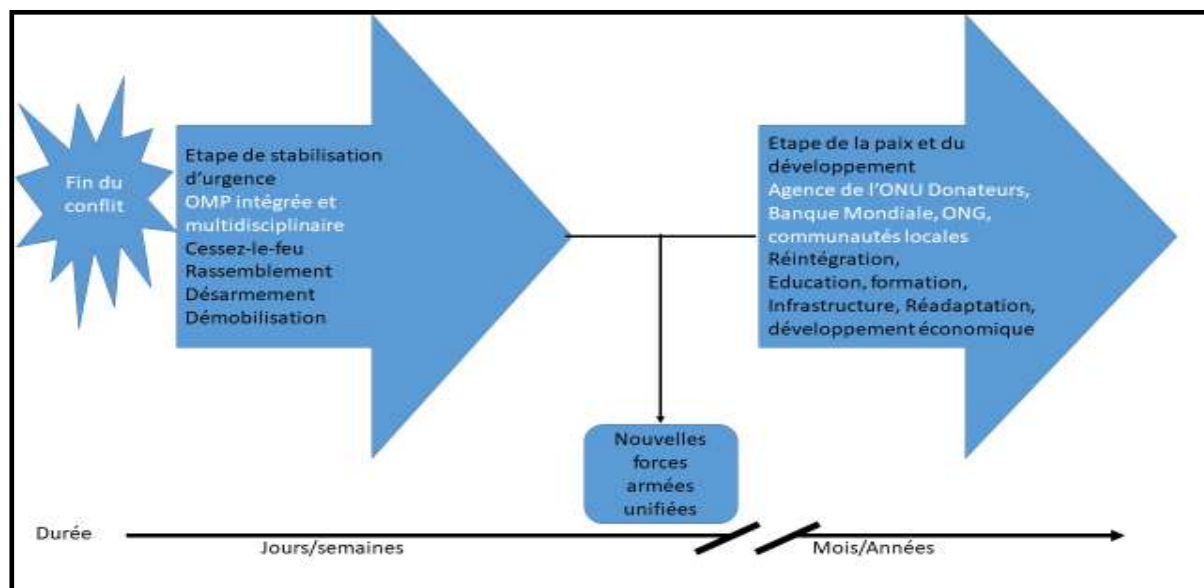 Fin du
conflit
Etape de stabilisation
d'urgence
OMP intégrée et
multidisciplinaire
Cessez-le-feu
Rassemblement
Désarmement
Démobilisation
Nouvelles
forces
armées
unifiées
Etape de la paix et du
développement
Agence de l'ONU Donateurs,
Banque Mondiale, ONG,
communautés locales
Réintégration,
Education, formation,
Infrastructure, Réadaptation,
développement économique
Durée
Jours/semaines
Mois/Années